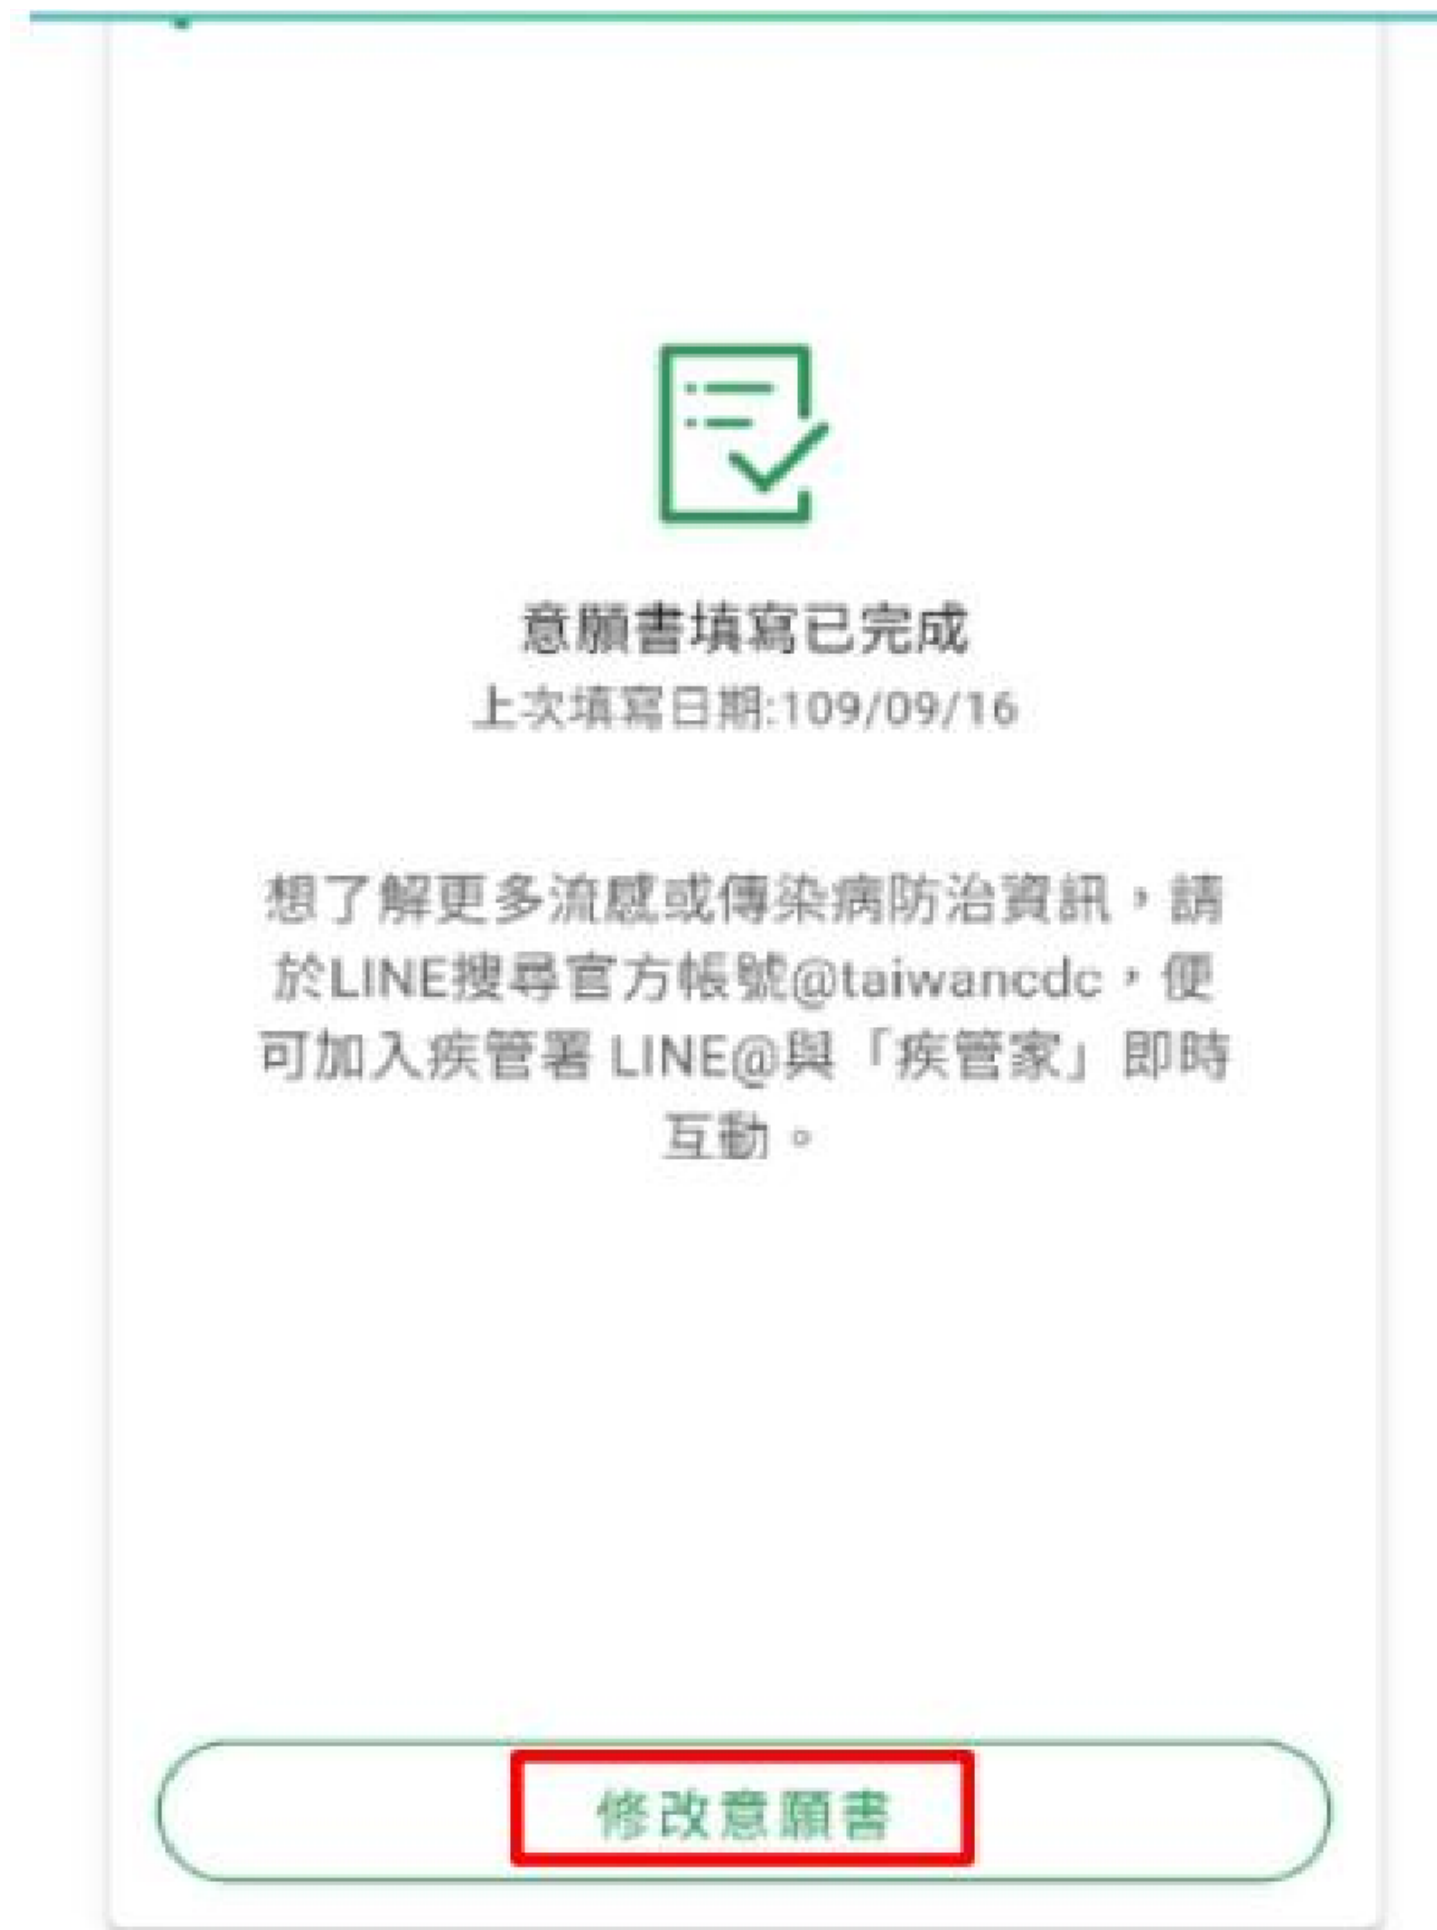 意願書填寫已完成
上次填寫日期:109/09/16
想了解更多流感或傳染病防治資訊，請
於LINE搜尋官方帳號@taiwancdc，便
可加入疾管署 LINE@與「疾管家」即時
互動。
修改意願書